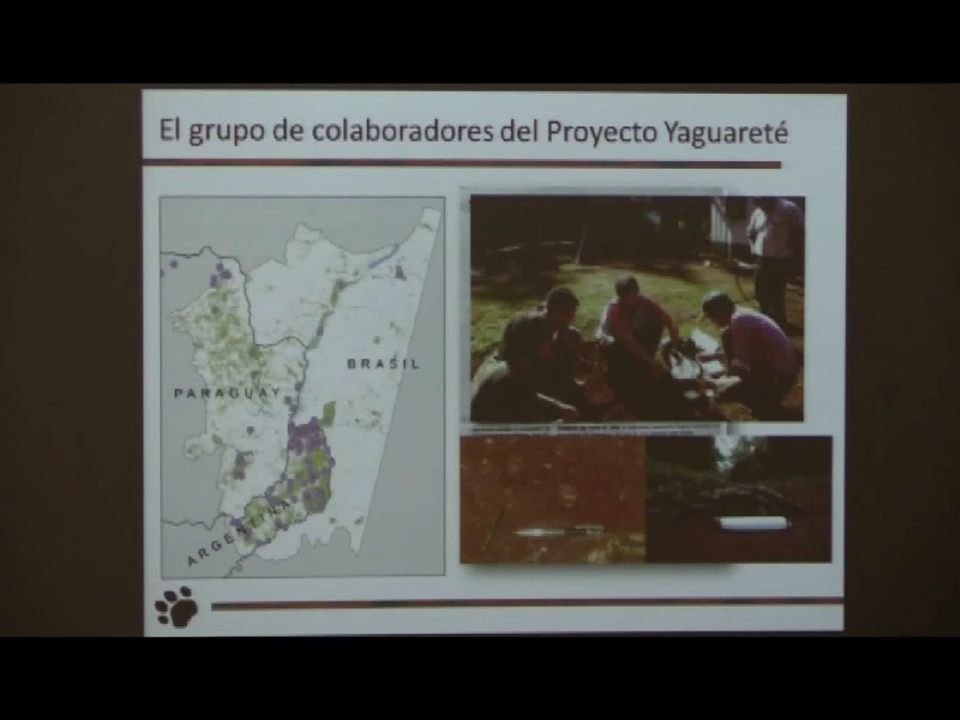 El grupo de colaboradores del Proyecto Yaguareté
BRASIL
PARAGUAY
ARGENTINA